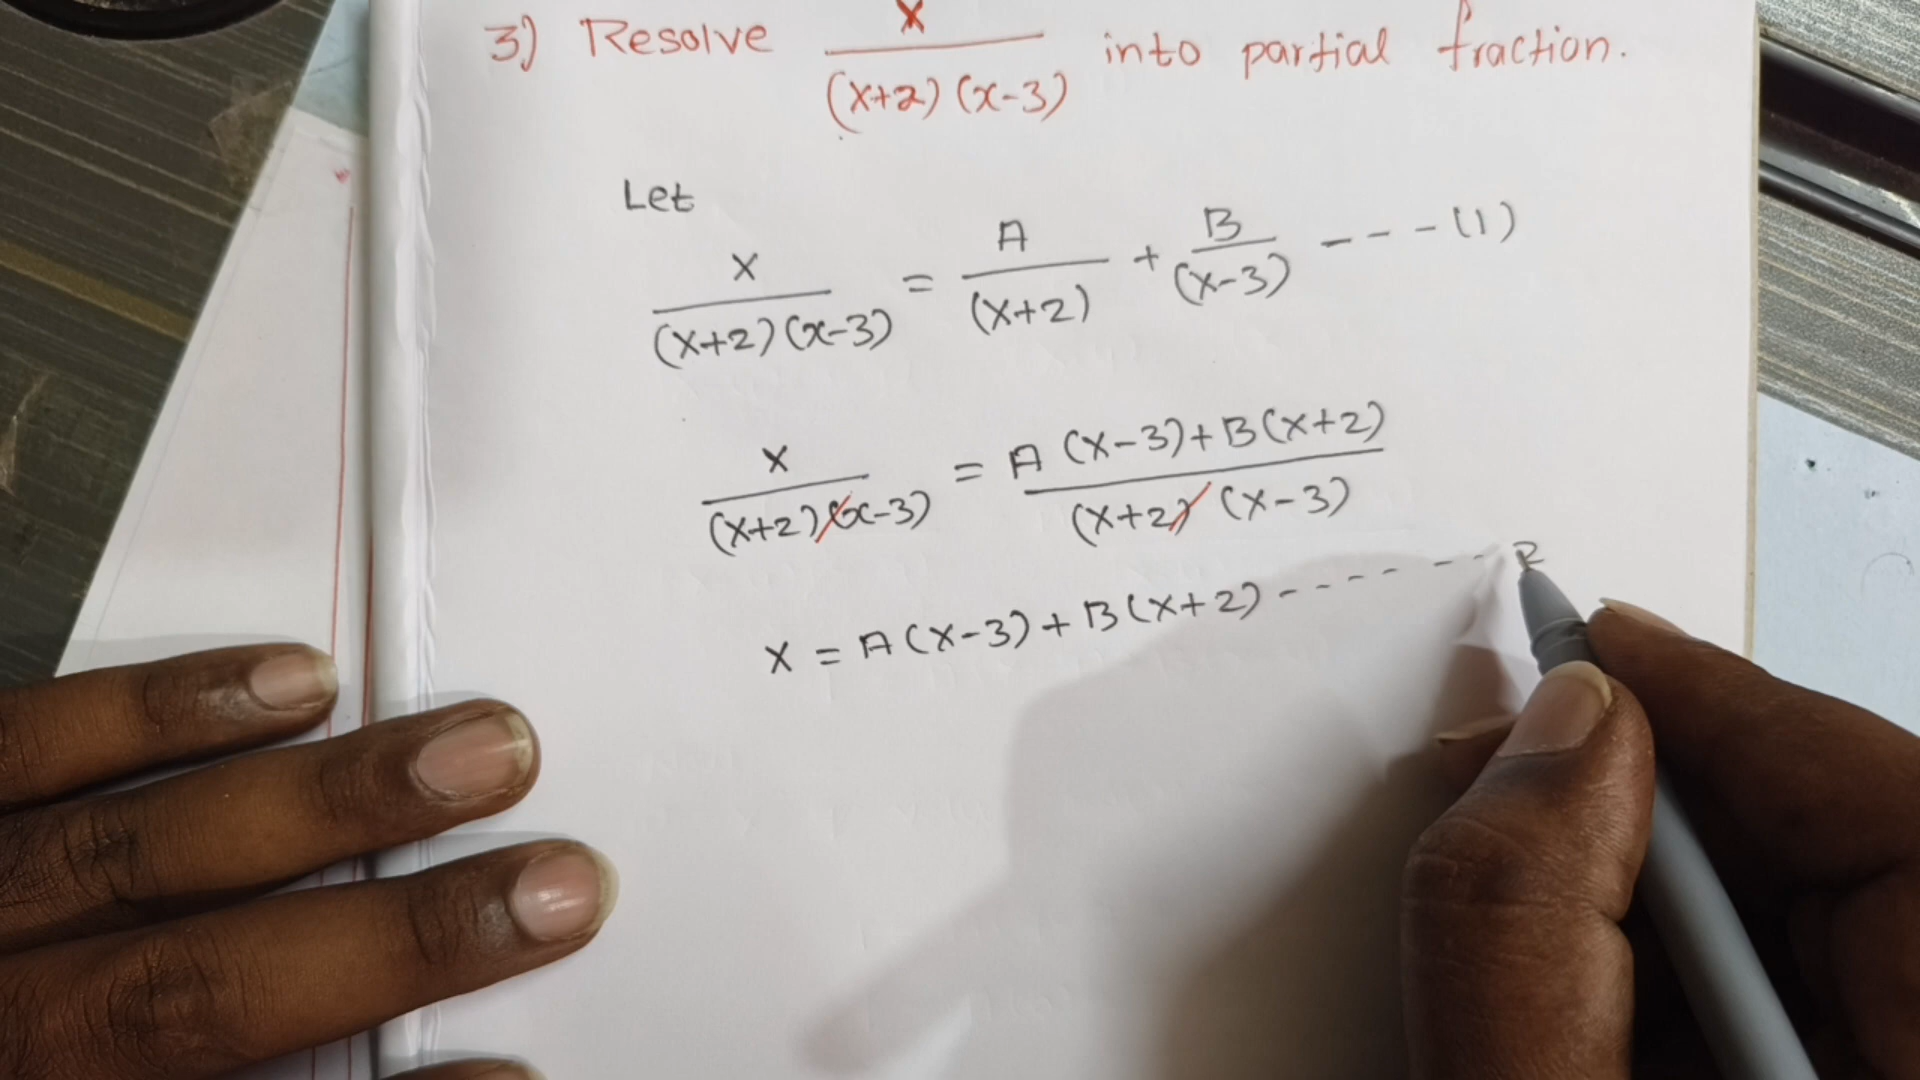 3) Resolve x/((x+2)(x-3)) into partial fraction.
Let
x/((x+2)(x-3)) = A/(x+2) + B/(x-3) ----(1)
x/((x+2)(x-3)) = (A(x-3)+B(x+2))/((x+2)(x-3))
x = A(x-3)+B(x+2)-------